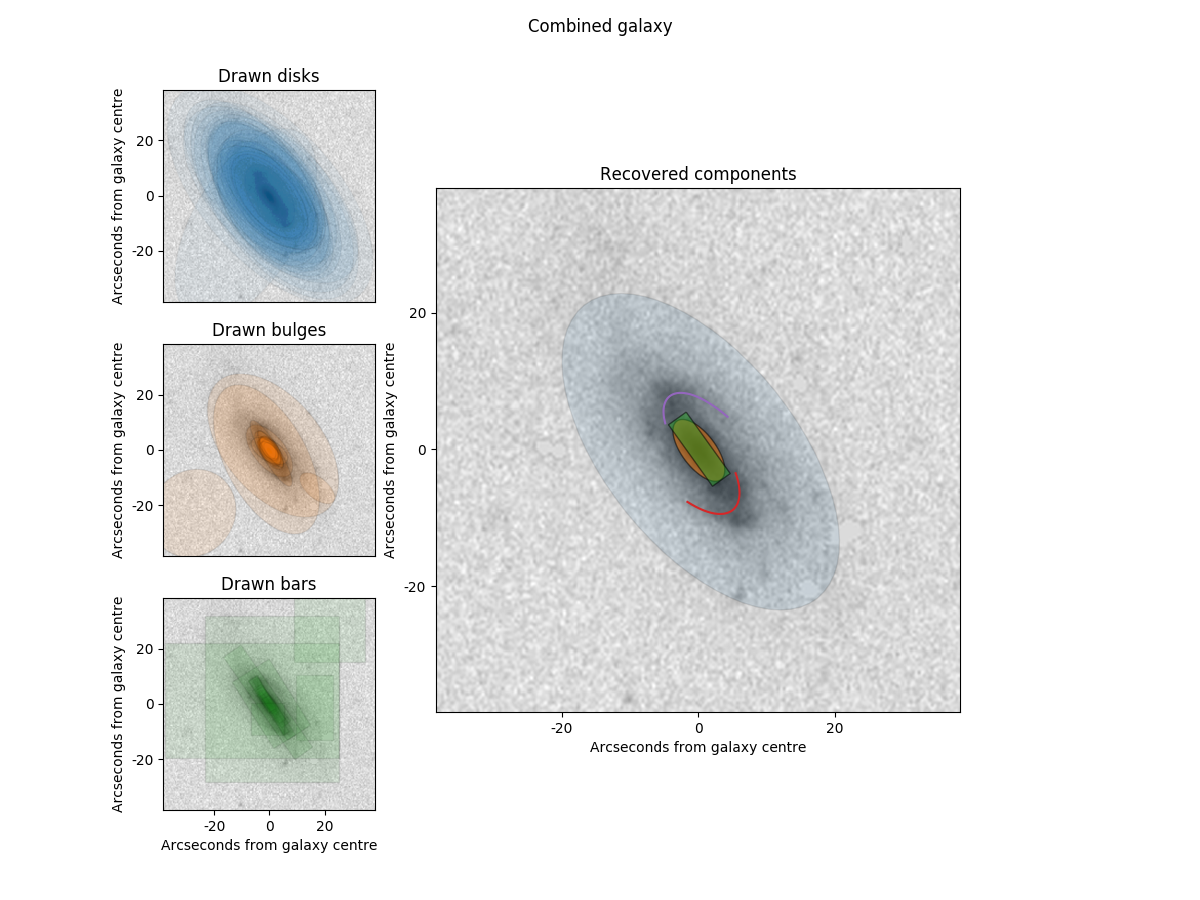 Combined galaxy
Drawn disks
Arcseconds from galaxy centre
20
0
-20
Drawn bulges
Arcseconds from galaxy centre
20
0
-20
Drawn bars
Arcseconds from galaxy centre
20
0
-20
-20 0 20
Arcseconds from galaxy centre
Recovered components
Arcseconds from galaxy centre
20
0
-20
-20 0 20
Arcseconds from galaxy centre